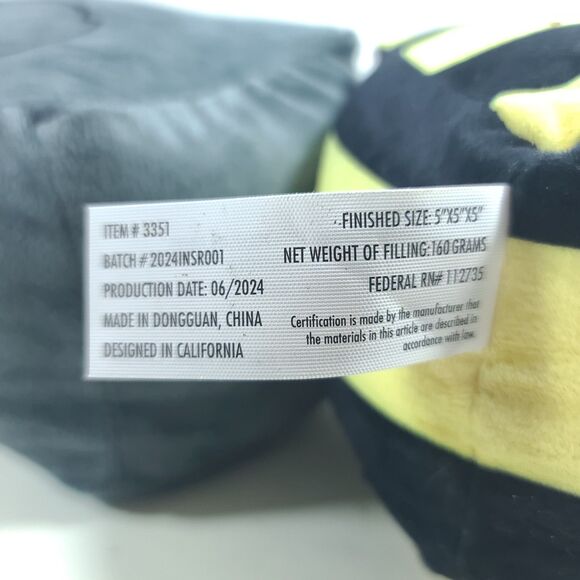 ITEM # 3351
BATCH # 2024INSR001
PRODUCTION DATE: 06/2024
MADE IN DONGGUAN, CHINA
DESIGNED IN CALIFORNIA
FINISHED SIZE: 5"X5"X5"
NET WEIGHT OF FILLING:160 GRAMS
FEDERAL RN# 112735
Certification is made by the manufacturer that
the materials in this article are described in
accordance with law.